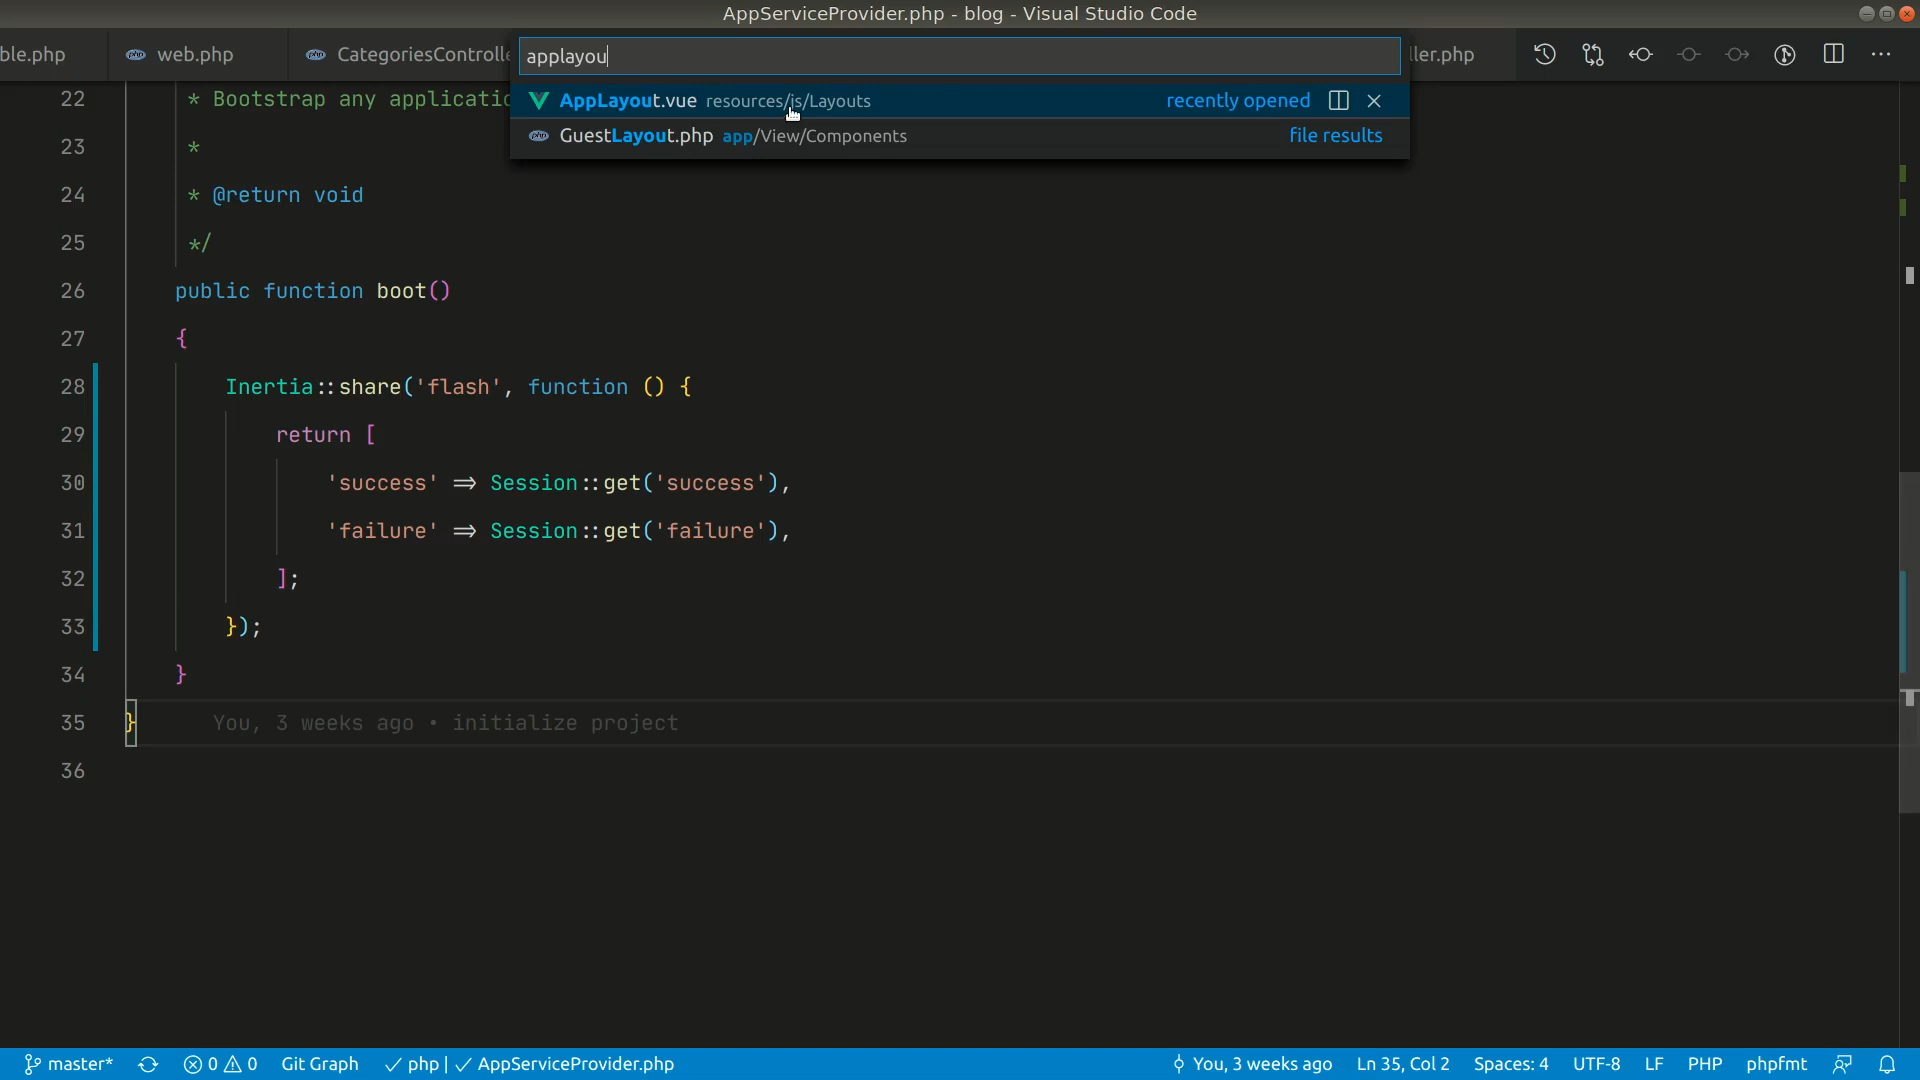 AppServiceProvider.php - blog - Visual Studio Code
ble.php
web.php
CategoriesControlle
ler.php
applayou
AppLayout.vue resources/js/Layouts recently opened
GuestLayout.php app/View/Components file results
22 * Bootstrap any applicatio
23 *
24 * @return void
25 */
26 public function boot()
27 {
28 Inertia::share('flash', function () {
29 return [
30 'success' => Session::get('success'),
31 'failure' => Session::get('failure'),
32 ];
33 });
34 }
35 } You, 3 weeks ago • initialize project
36
master* 0 0 Git Graph ✓ php | ✓ AppServiceProvider.php You, 3 weeks ago Ln 35, Col 2 Spaces: 4 UTF-8 LF PHP phpfmt